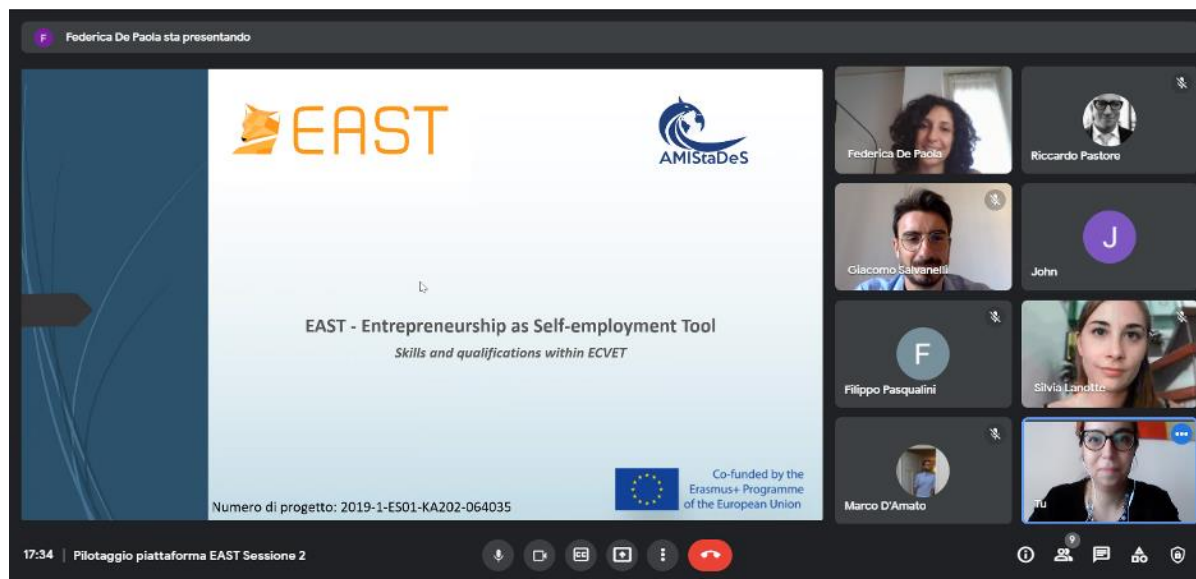 F Federica De Paola sta presentando
EAST
AMIStaDeS
EAST - Entrepreneurship as Self-employment Tool
Skills and qualifications within ECVET
Numero di progetto: 2019-1-ES01-KA202-064035
Co-funded by the
Erasmus+ Programme
of the European Union
Federica De Paola
Riccardo Pastore
Giacomo Salvanelli
J
John
F
Filippo Pasqualini
Silvia Lanotte
Marco D'Amato
Tu
17:34 | Pilotaggio piattaforma EAST Sessione 2
CC
9